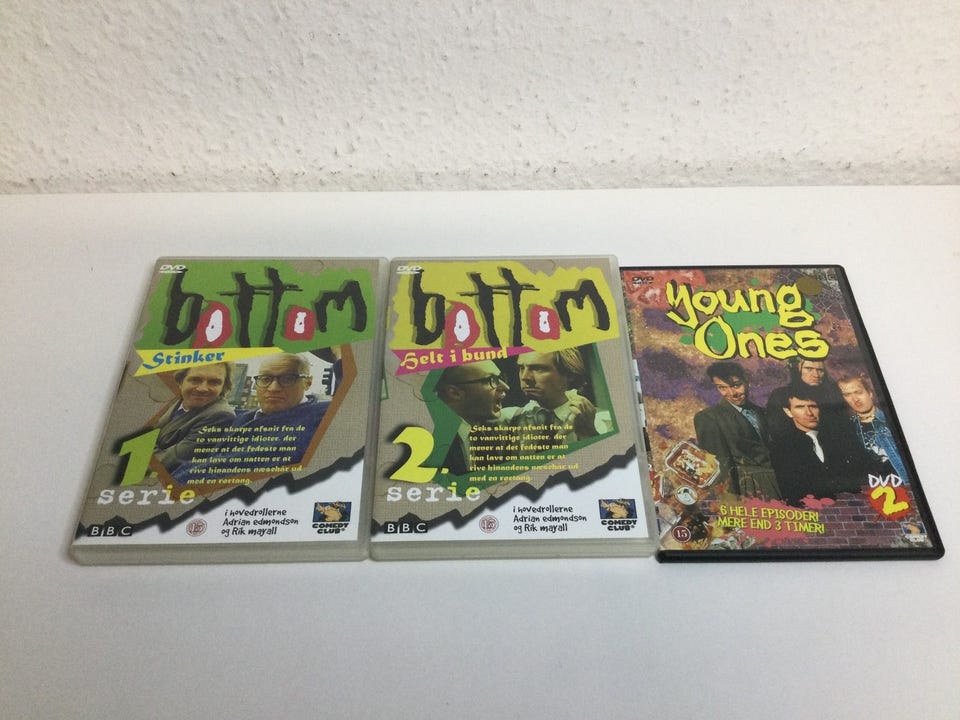 DVD
bottom
Stinker
Seks skarpe afsnit fra de
to vanvittige idioter, der
mener at det fedeste man
kan lave om natten er at
rive hinandens næsehår ud
med en rørtang.
1.
serie
BBC
15
i hovedrollerne
Adrian edmondson
og Rik mayall
COMEDY
CLUB
DVD
bottom
Helt i bund
Seks skarpe afsnit fra de
to vanvittige idioter, der
mener at det fedeste man
kan lave om natten er at
rive hinandens næsehår ud
med en rørtang.
2.
serie
BBC
15
i hovedrollerne
Adrian edmondson
og Rik mayall
COMEDY
CLUB
DVD
Young
Ones
DVD
2
6 HELE EPISODER!
MERE END 3 TIMER!
15